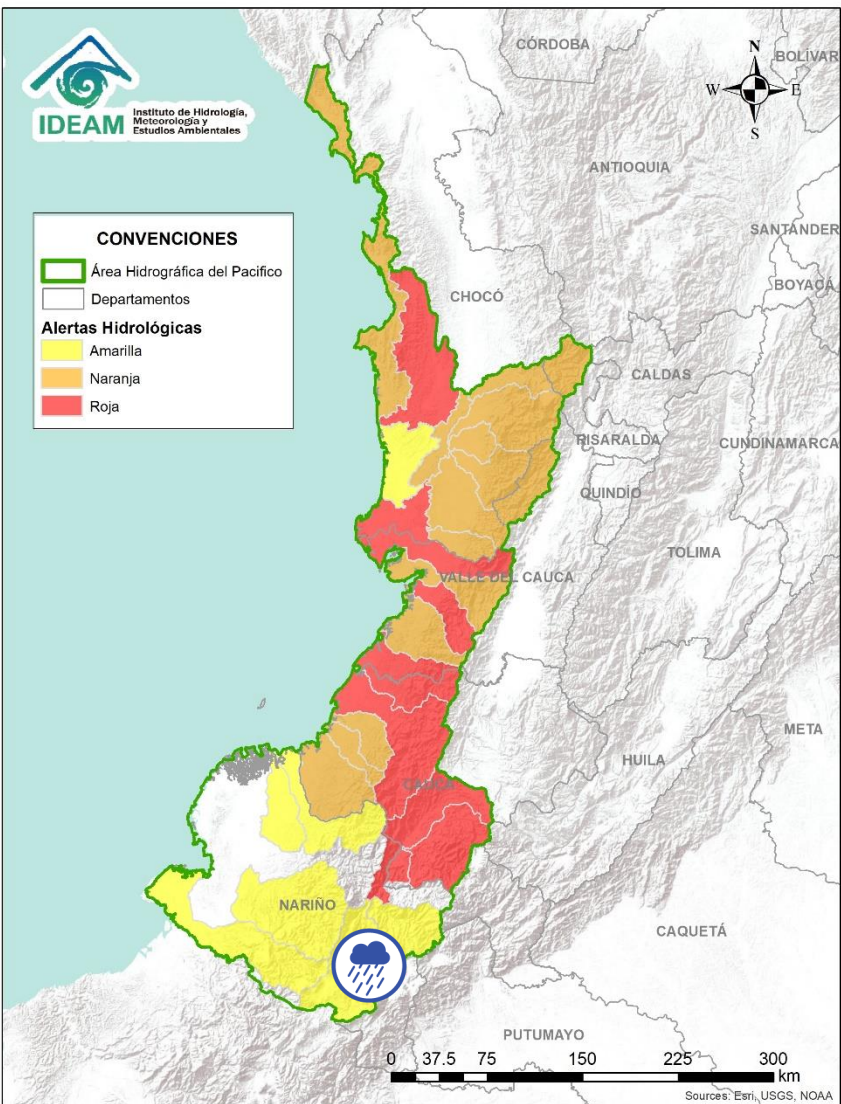 IDEAM
Instituto de Hidrología,
Meteorología y
Estudios Ambientales
CÓRDOBA
N
BOLÍVAR
W
E
S
ANTIOQUIA
CONVENCIONES
Área Hidrográfica del Pacifico
Departamentos
Alertas Hidrológicas
Amarilla
Naranja
Roja
SANTANDER
BOYACÁ
CHOCÓ
CALDAS
RISARALDA
CUNDINAMARCA
QUINDÍO
TOLIMA
VALLE DEL CAUCA
META
HUILA
CAUCA
NARIÑO
CAQUETÁ
PUTUMAYO
0 37.5 75 150 225 300
km
Sources: Esri, USGS, NOAA